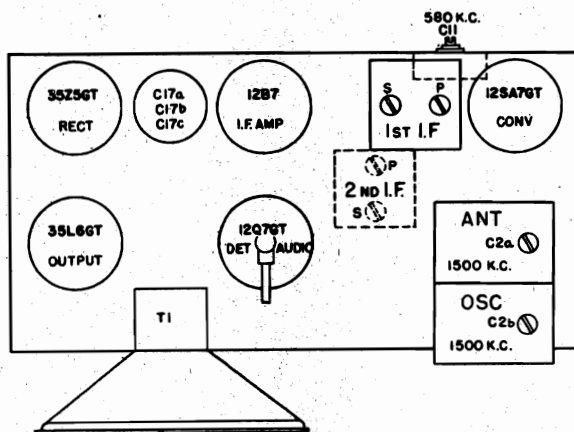 580 K.C.
C11
35Z5GT
RECT
C17a
C17b
C17c
12B7
I.F. AMP
S
P
1ST I.F
12SA7GT
CONV
P
2ND I.F.
S
35L6GT
OUTPUT
12Q7GT
DET AUDIO
ANT
C2a
1500 K.C.
OSC
C2b
1500 K.C.
T1